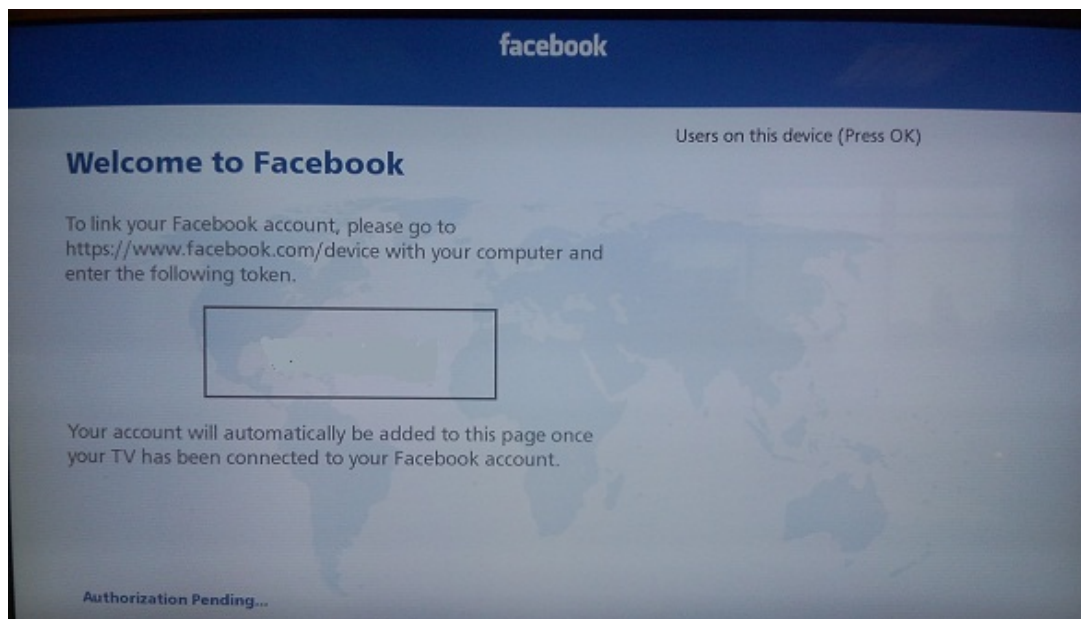 facebook
Users on this device (Press OK)
Welcome to Facebook
To link your Facebook account, please go to
https://www.facebook.com/device with your computer and
enter the following token.
Your account will automatically be added to this page once
your TV has been connected to your Facebook account.
Authorization Pending...